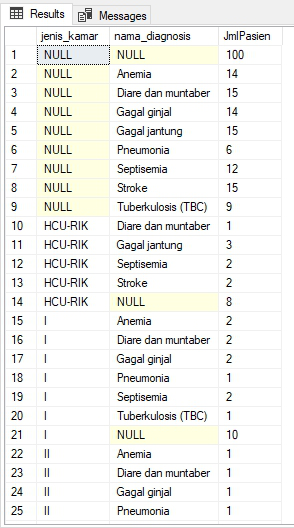 Results Messages
jenis_kamar nama_diagnosis JmlPasien
1 NULL NULL 100
2 NULL Anemia 14
3 NULL Diare dan muntaber 15
4 NULL Gagal ginjal 14
5 NULL Gagal jantung 15
6 NULL Pneumonia 6
7 NULL Septisemia 12
8 NULL Stroke 15
9 NULL Tuberkulosis (TBC) 9
10 HCU-RIK Diare dan muntaber 1
11 HCU-RIK Gagal jantung 3
12 HCU-RIK Septisemia 2
13 HCU-RIK Stroke 2
14 HCU-RIK NULL 8
15 I Anemia 2
16 I Diare dan muntaber 2
17 I Gagal ginjal 2
18 I Pneumonia 1
19 I Septisemia 2
20 I Tuberkulosis (TBC) 1
21 I NULL 10
22 II Anemia 1
23 II Diare dan muntaber 1
24 II Gagal ginjal 1
25 II Pneumonia 1